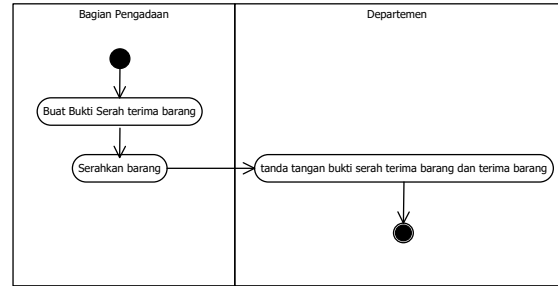 Bagian Pengadaan
Departemen
Buat Bukti Serah terima barang
Serahkan barang
tanda tangan bukti serah terima barang dan terima barang